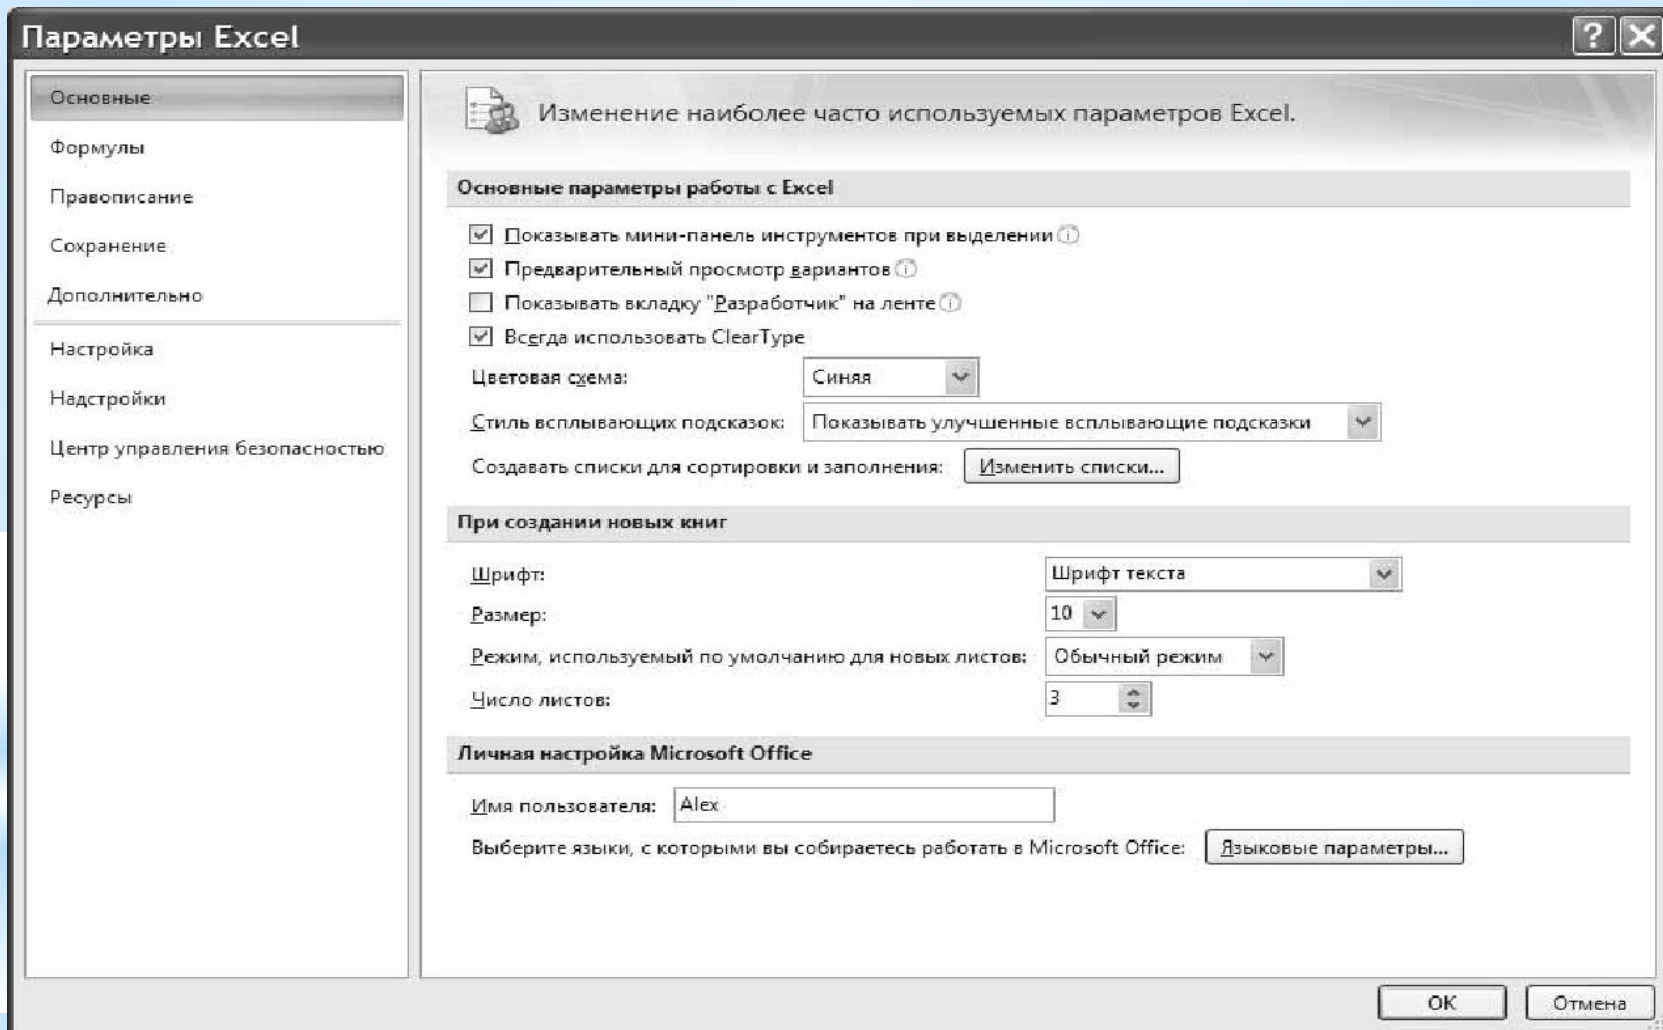 Параметры Excel
Основные
Формулы
Правописание
Сохранение
Дополнительно
Настройка
Надстройки
Центр управления безопасностью
Ресурсы
Изменение наиболее часто используемых параметров Excel.
Основные параметры работы с Excel
Показывать мини-панель инструментов при выделении
Предварительный просмотр вариантов
Показывать вкладку "Разработчик" на ленте
Всегда использовать ClearType
Цветовая схема: Синяя
Стиль всплывающих подсказок: Показывать улучшенные всплывающие подсказки
Создавать списки для сортировки и заполнения: Изменить списки...
При создании новых книг
Шрифт: Шрифт текста
Размер: 10
Режим, используемый по умолчанию для новых листов: Обычный режим
Число листов: 3
Личная настройка Microsoft Office
Имя пользователя: Alex
Выберите языки, с которыми вы собираетесь работать в Microsoft Office: Языковые параметры...
ОК Отмена